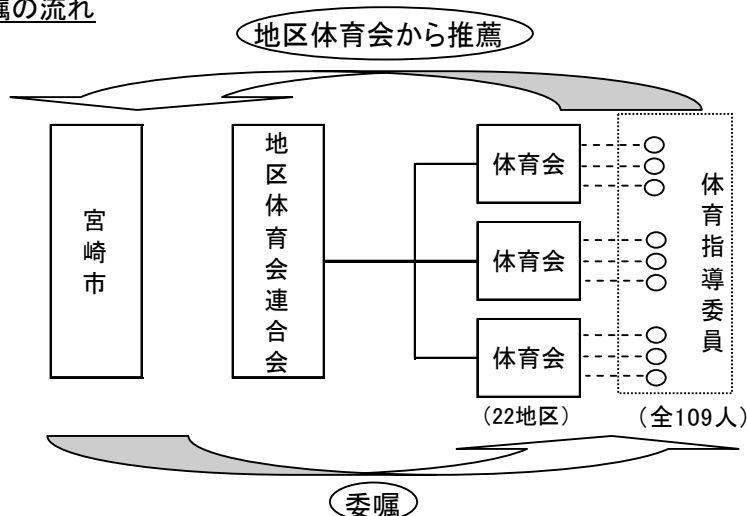 嘱の流れ
地区体育会から推薦
宮崎市
地区体育会連合会
体育会
体育会
体育会
体育指導委員
（22地区）
（全109人）
委嘱